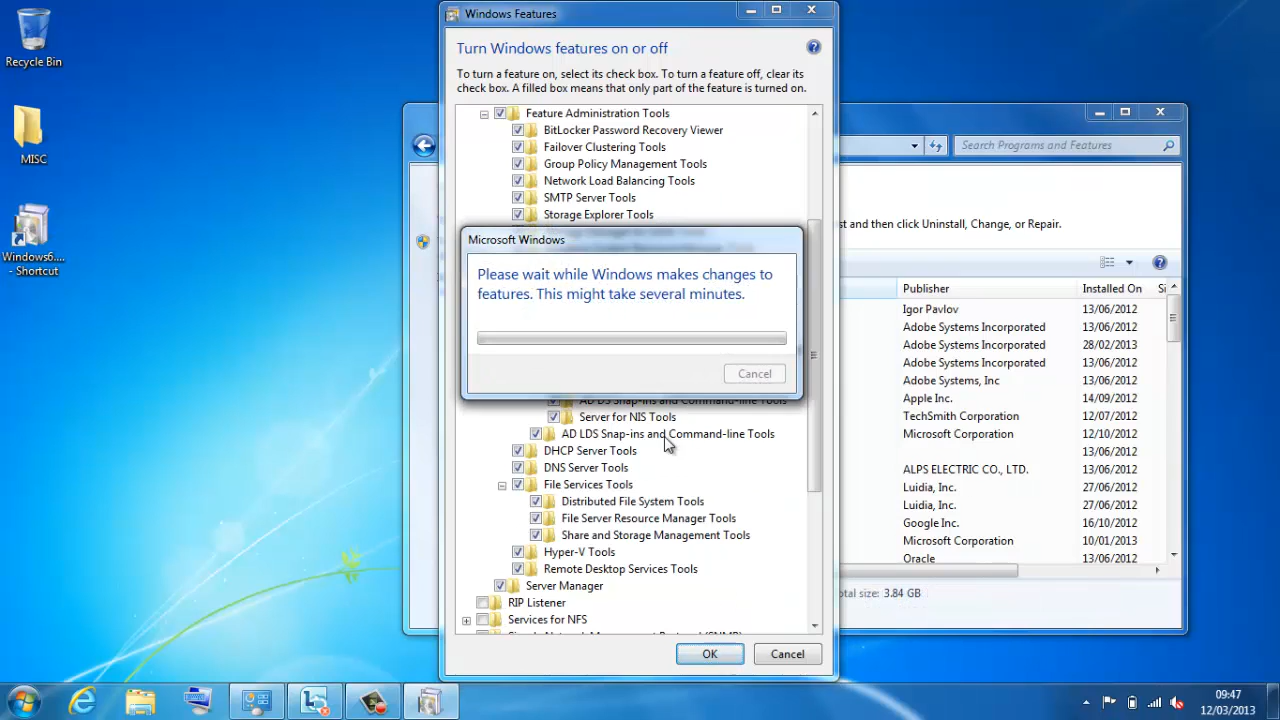 Recycle Bin
MISC
Windows6....
- Shortcut
Windows Features
Turn Windows features on or off
To turn a feature on, select its check box. To turn a feature off, clear its
check box. A filled box means that only part of the feature is turned on.
Feature Administration Tools
BitLocker Password Recovery Viewer
Failover Clustering Tools
Group Policy Management Tools
Network Load Balancing Tools
SMTP Server Tools
Storage Explorer Tools
Microsoft Windows
Please wait while Windows makes changes to
features. This might take several minutes.
Cancel
AD DS Snap-ins and Command-line Tools
Server for NIS Tools
AD LDS Snap-ins and Command-line Tools
DHCP Server Tools
DNS Server Tools
File Services Tools
Distributed File System Tools
File Server Resource Manager Tools
Share and Storage Management Tools
Hyper-V Tools
Remote Desktop Services Tools
Server Manager
RIP Listener
Services for NFS
OK
Cancel
Search Programs and Features
st and then click Uninstall, Change, or Repair.
Publisher Installed On Si
Igor Pavlov 13/06/2012
Adobe Systems Incorporated 13/06/2012
Adobe Systems Incorporated 28/02/2013
Adobe Systems Incorporated 13/06/2012
Adobe Systems, Inc 13/06/2012
Apple Inc. 14/09/2012
TechSmith Corporation 12/07/2012
Microsoft Corporation 12/10/2012
13/06/2012
ALPS ELECTRIC CO., LTD. 13/06/2012
Luidia, Inc. 27/06/2012
Luidia, Inc. 27/06/2012
Google Inc. 16/10/2012
Microsoft Corporation 10/01/2013
Oracle 13/06/2012
otal size: 3.84 GB
09:47
12/03/2013